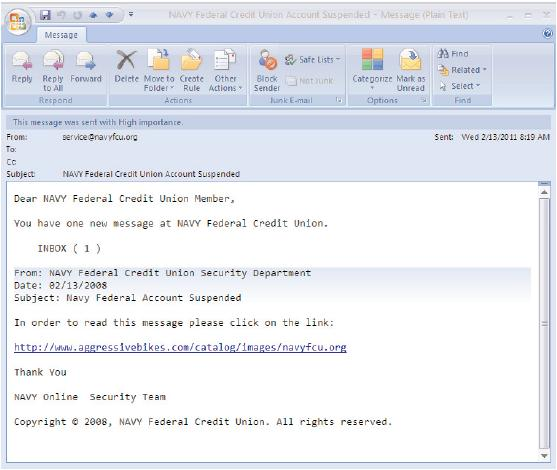 NAVY Federal Credit Union Account Suspended - Message (Plain Text)
Message
Reply
Reply to All
Forward
Delete
Move to Folder
Create Rule
Other Actions
Block Sender
Safe Lists
Not Junk
Categorize
Mark as Unread
Find
Related
Select
Respond
Actions
Junk E-mail
Options
Find
This message was sent with High importance.
From: service@navyfcu.org
Sent: Wed 2/13/2011 8:19 AM
To:
Cc:
Subject: NAVY Federal Credit Union Account Suspended
Dear NAVY Federal Credit Union Member,
You have one new message at NAVY Federal Credit Union.
INBOX ( 1 )
From: NAVY Federal Credit Union Security Department
Date: 02/13/2008
Subject: Navy Federal Account Suspended
In order to read this message please click on the link:
http://www.aggressivebikes.com/catalog/images/navyfcu.org
Thank You
NAVY Online  Security Team
Copyright © 2008, NAVY Federal Credit Union. All rights reserved.